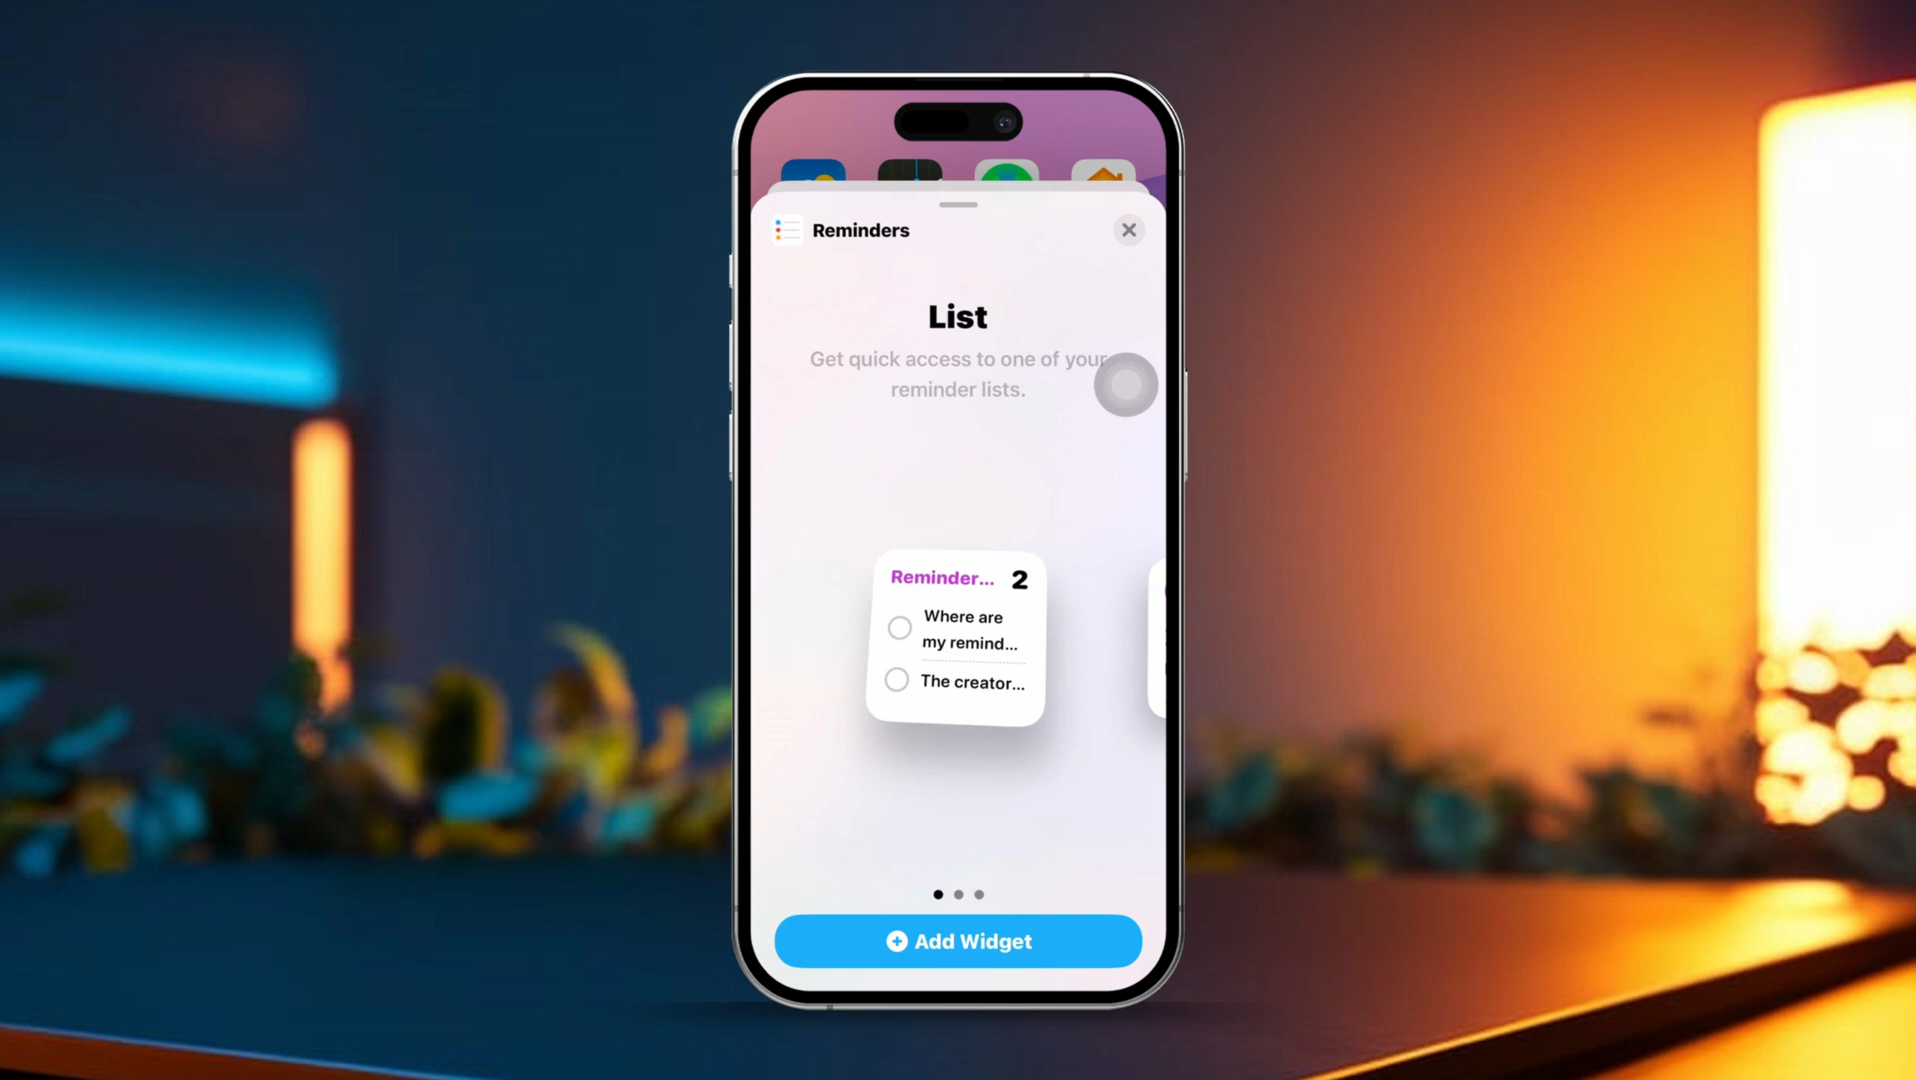 Reminders
List
Get quick access to one of your
reminder lists.
Reminder... 2
Where are
my remind...
The creator...
Add Widget